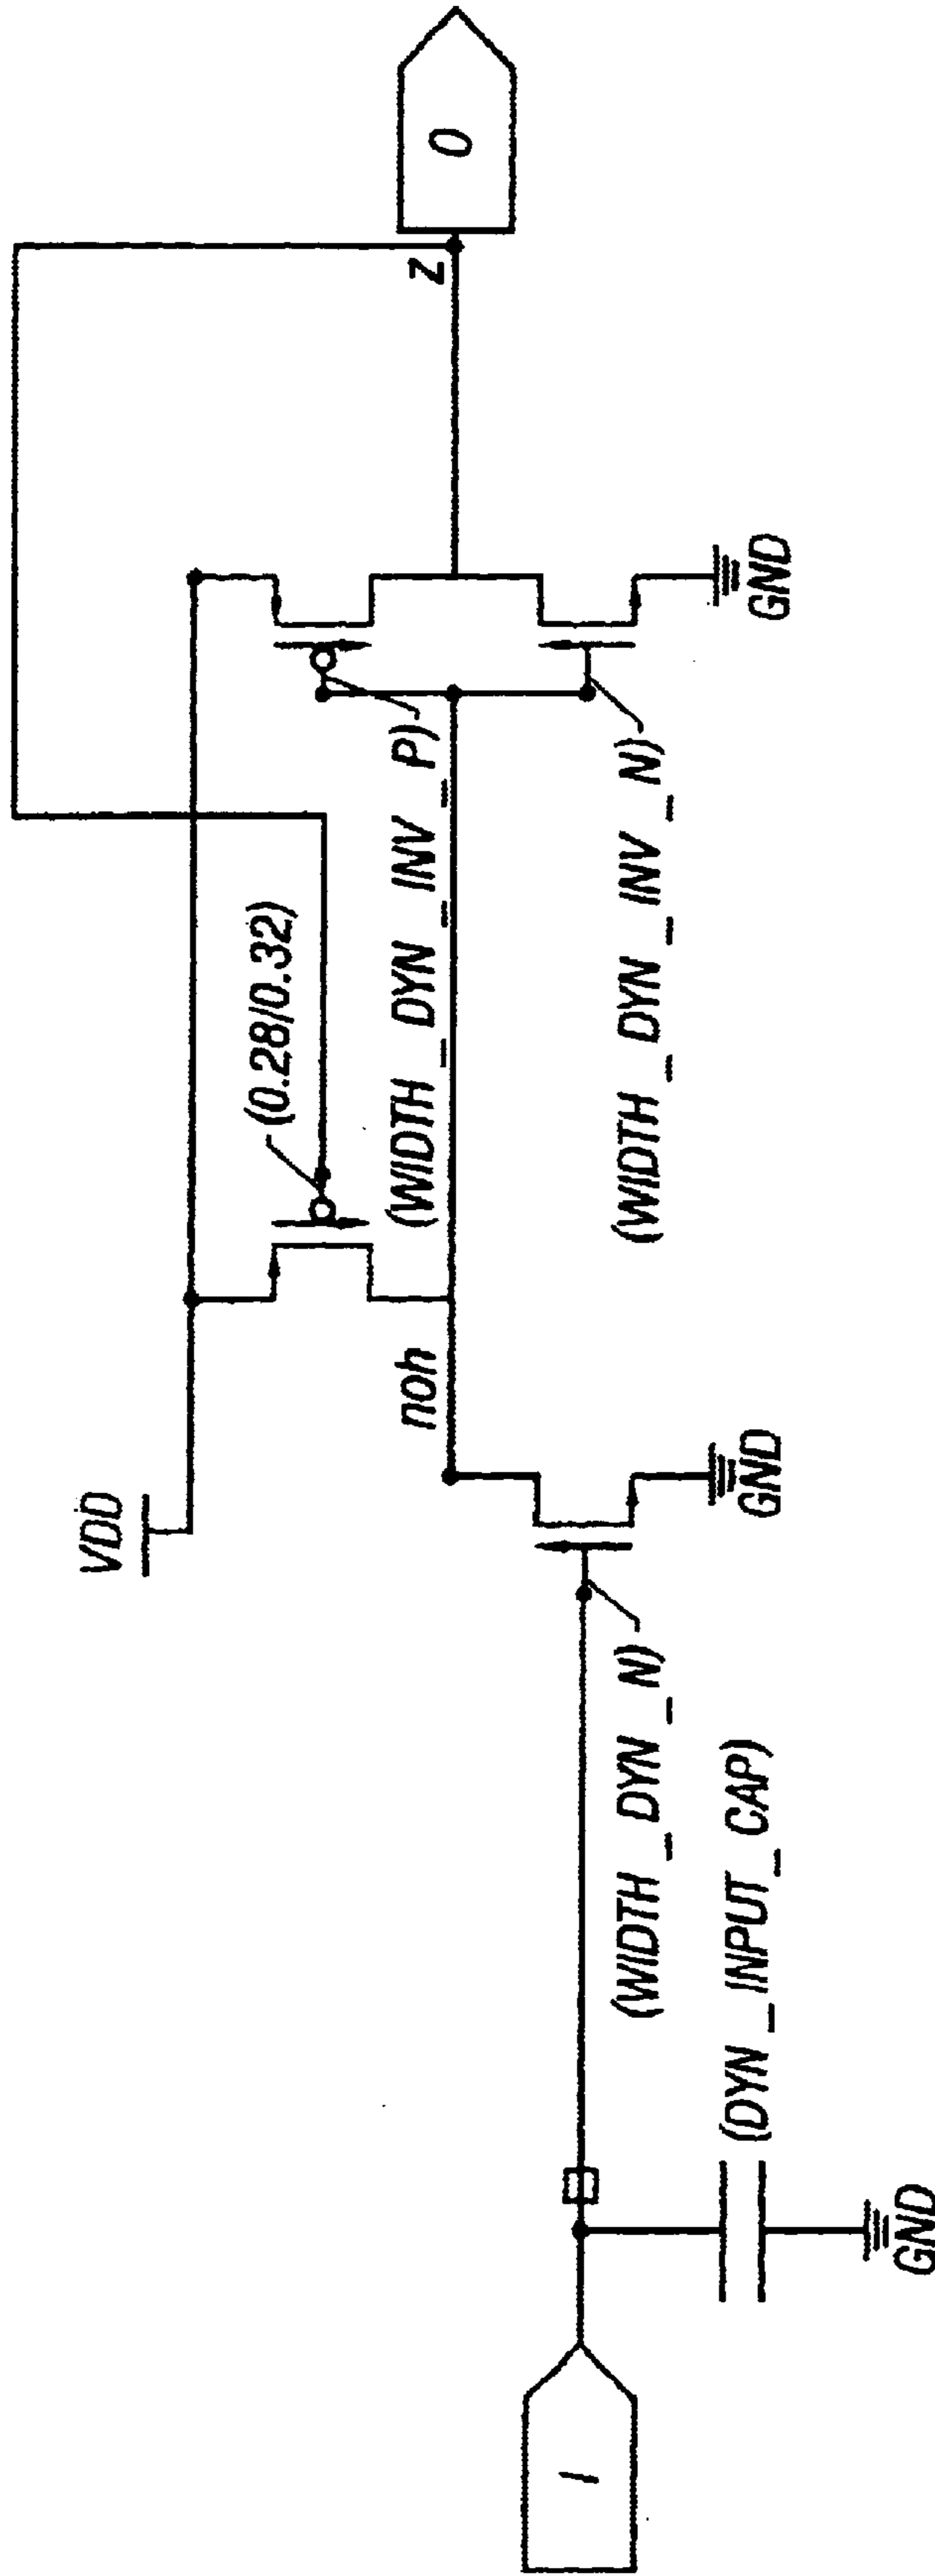 VDD
(0.28/0.32)
Z
O
noh
(WIDTH_DYN_INV_P)
(WIDTH_DYN_INV_N)
GND
(WIDTH_DYN_N)
GND
I
(DYN_INPUT_CAP)
GND